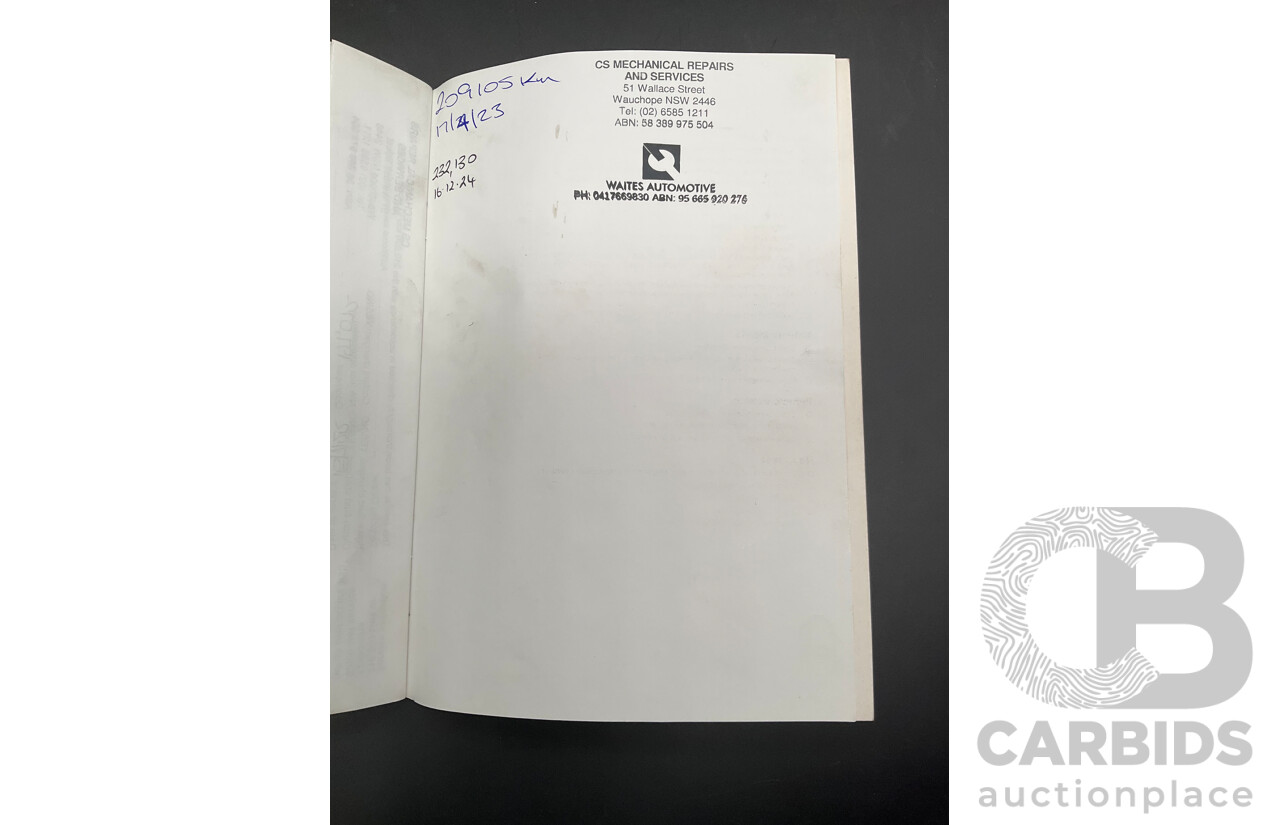 209105 Km
17/4/23
232,130
16.12.24
CS MECHANICAL REPAIRS
AND SERVICES
51 Wallace Street
Wauchope NSW 2446
Tel: (02) 6585 1211
ABN: 58 389 975 504
WAITES AUTOMOTIVE
PH: 0417669830 ABN: 95 665 920 276
CB
CARBIDS
auctionplace